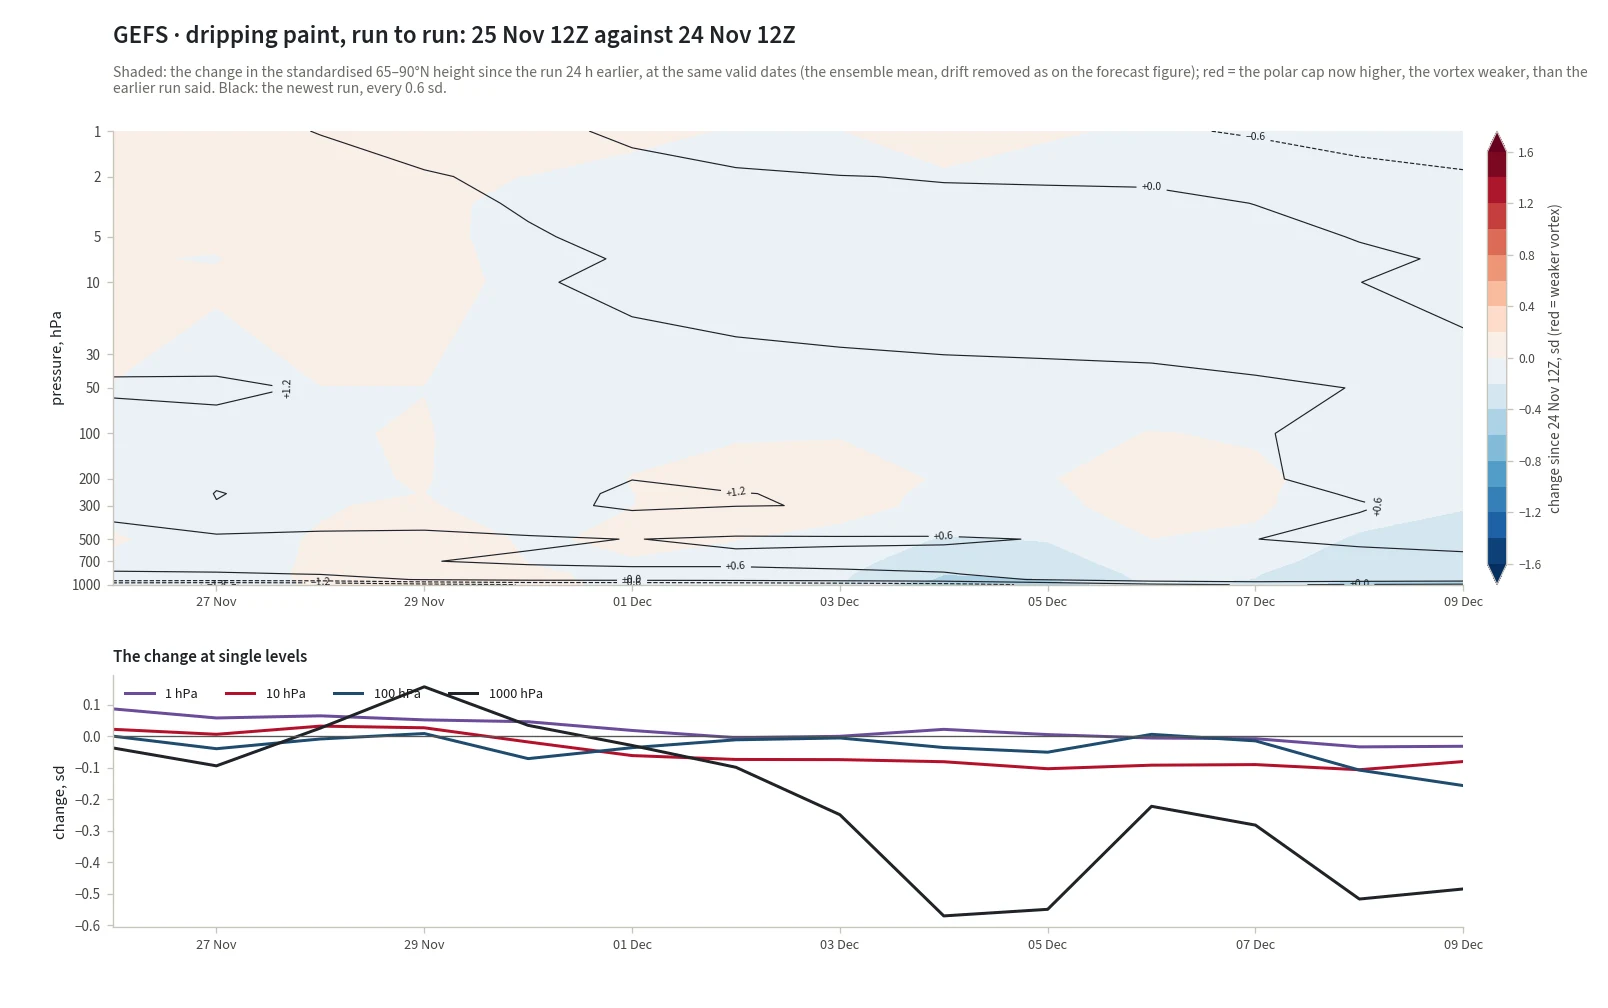 GEFS · dripping paint, run to run: 25 Nov 12Z against 24 Nov 12Z
Shaded: the change in the standardised 65–90°N height since the run 24 h earlier, at the same valid dates (the ensemble mean, drift removed as on the forecast figure); red = the polar cap now higher, the vortex weaker, than the
earlier run said. Black: the newest run, every 0.6 sd.
pressure, hPa
1
2
5
10
30
50
100
200
300
500
700
1000
−0.6
+0.0
+1.2
+1.2
+0.6
+0.6
+0.6
−1.2
+0.0
+0.0
27 Nov
29 Nov
01 Dec
03 Dec
05 Dec
07 Dec
09 Dec
1.6
1.2
0.8
0.4
0.0
−0.4
−0.8
−1.2
−1.6
change since 24 Nov 12Z, sd (red = weaker vortex)
The change at single levels
1 hPa
10 hPa
100 hPa
1000 hPa
change, sd
0.1
0.0
−0.1
−0.2
−0.3
−0.4
−0.5
−0.6
27 Nov
29 Nov
01 Dec
03 Dec
05 Dec
07 Dec
09 Dec